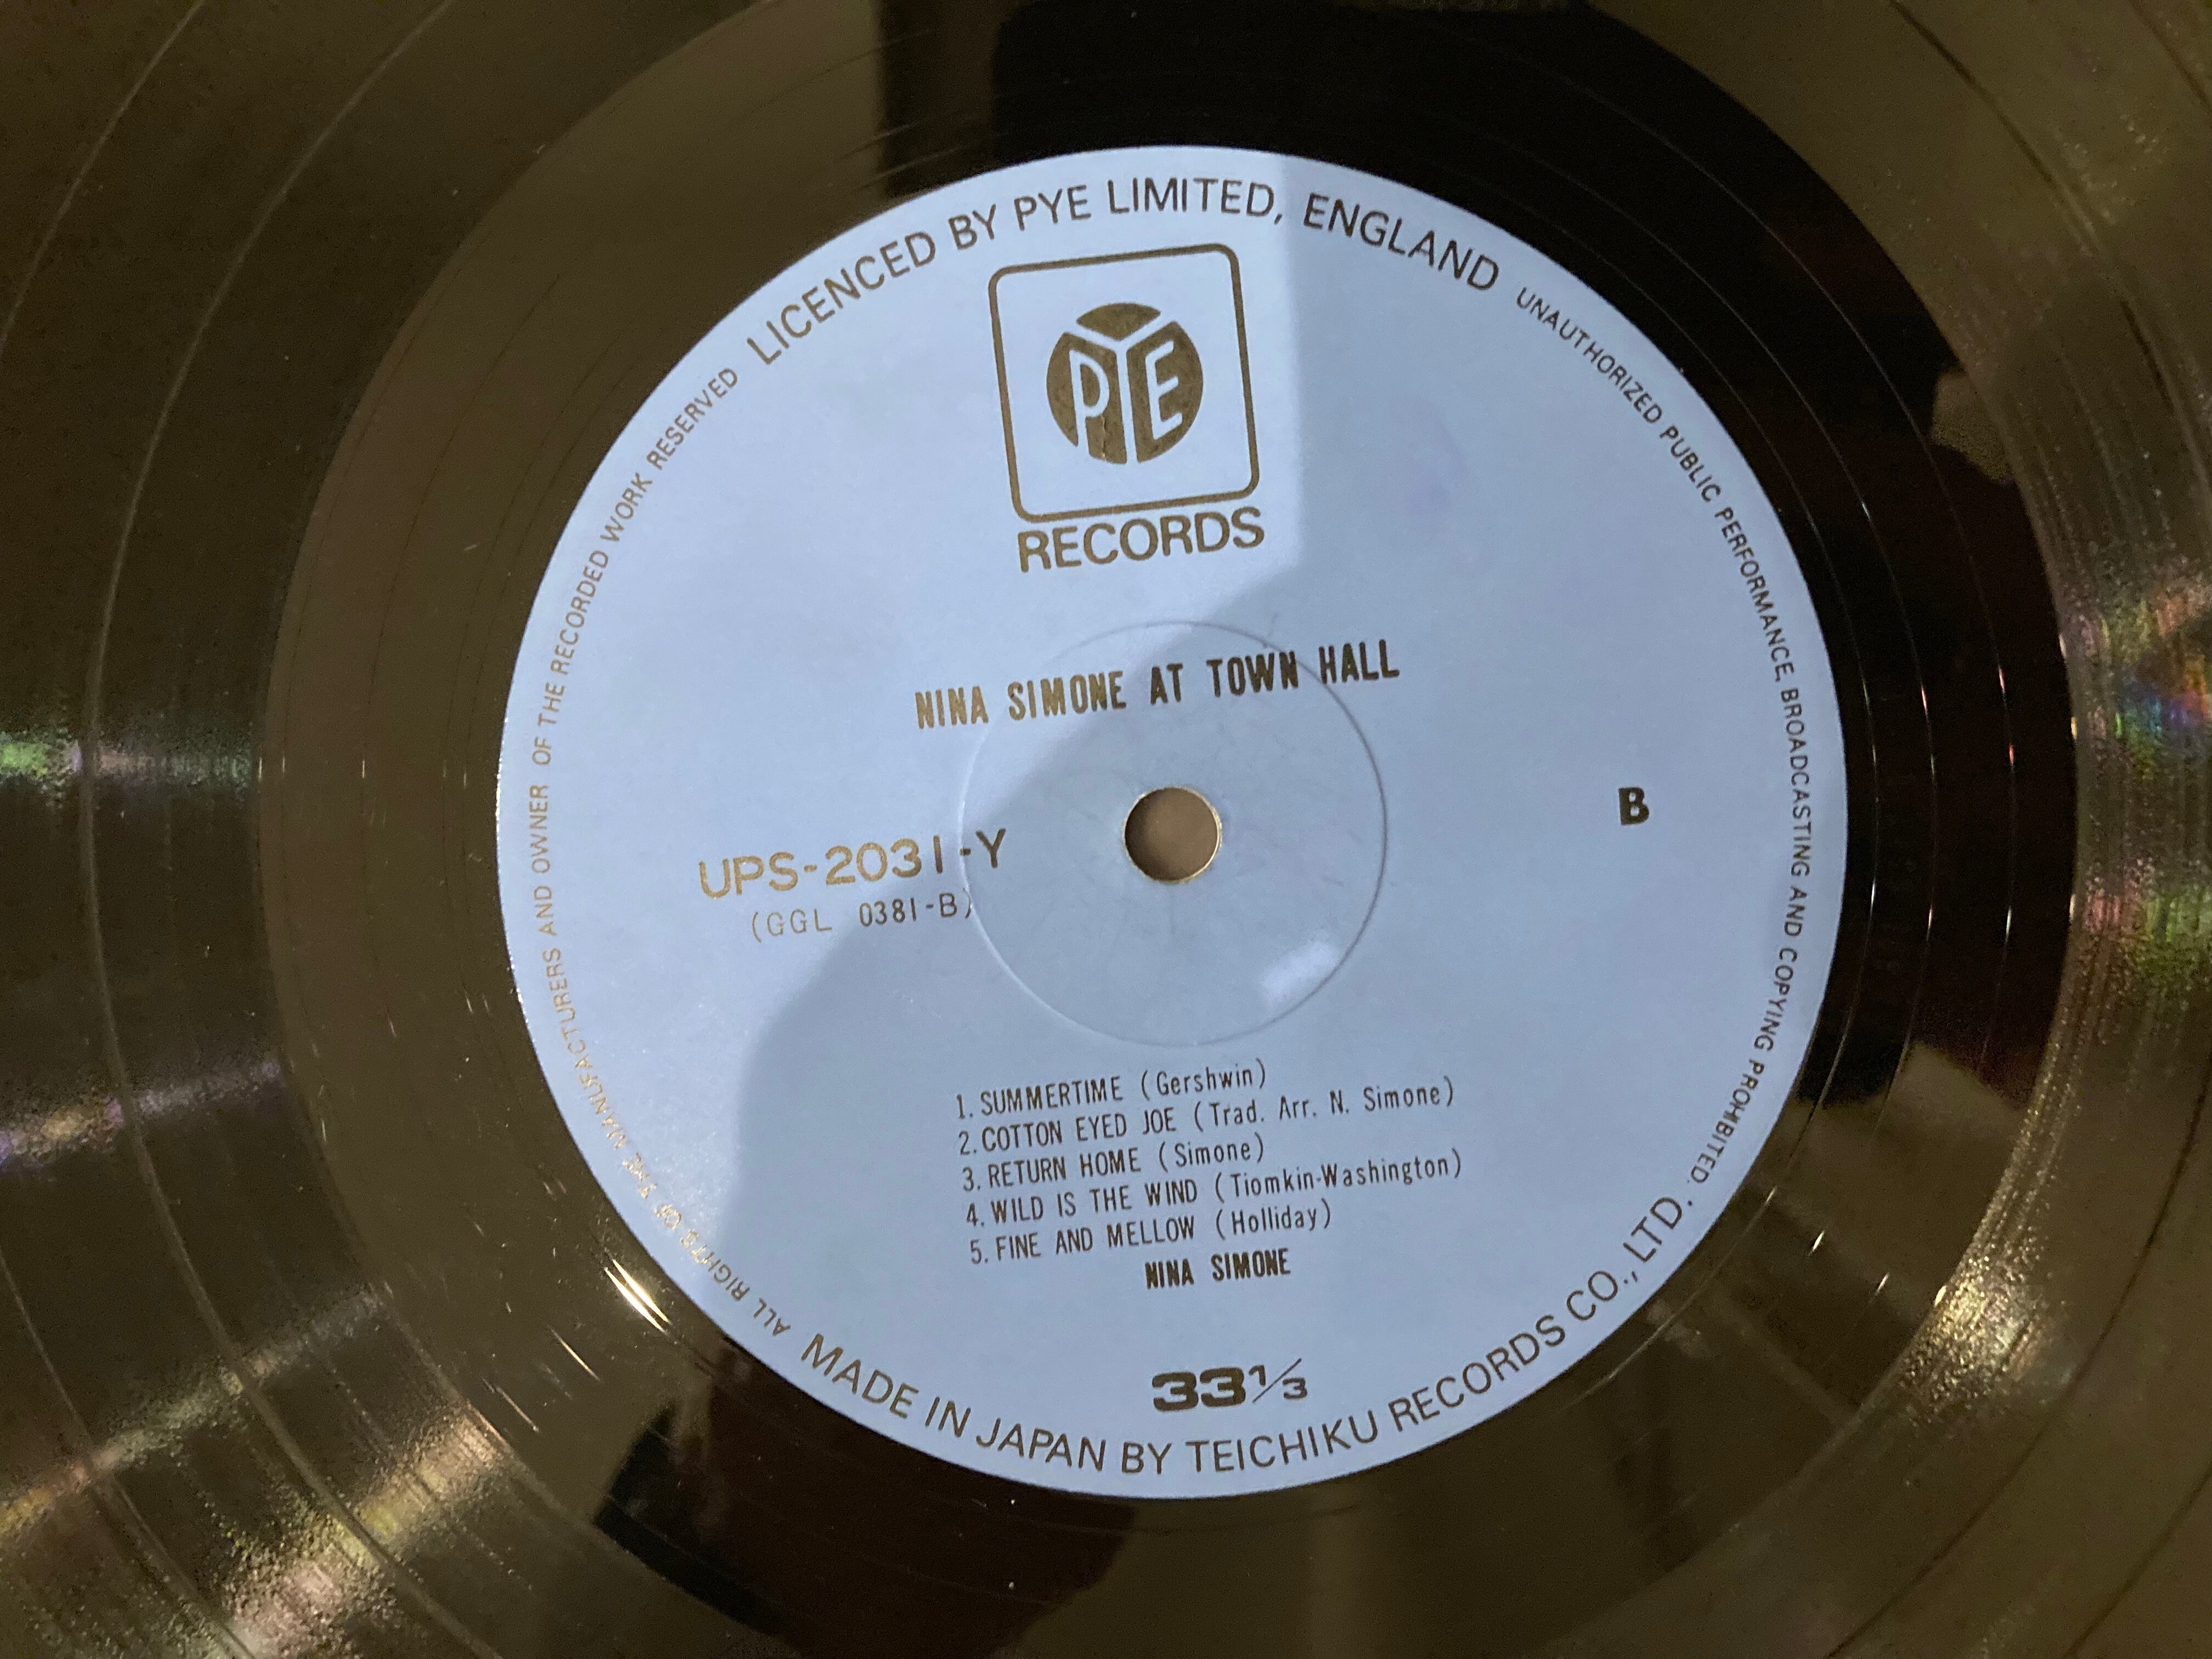 LICENCED BY PYE LIMITED, ENGLAND
UNAUTHORIZED PUBLIC PERFORMANCE, BROADCASTING AND COPYING PROHIBITED.
PYE
RECORDS
NINA SIMONE AT TOWN HALL
B
UPS-2031-Y
(GGL 0381-B)
1. SUMMERTIME (Gershwin)
2. COTTON EYED JOE (Trad. Arr. N. Simone)
3. RETURN HOME (Simone)
4. WILD IS THE WIND (Tiomkin-Washington)
5. FINE AND MELLOW (Holliday)
NINA SIMONE
33⅓
MADE IN JAPAN BY TEICHIKU RECORDS CO., LTD.
ALL RIGHTS OF THE MANUFACTURERS AND OWNER OF THE RECORDED WORK RESERVED